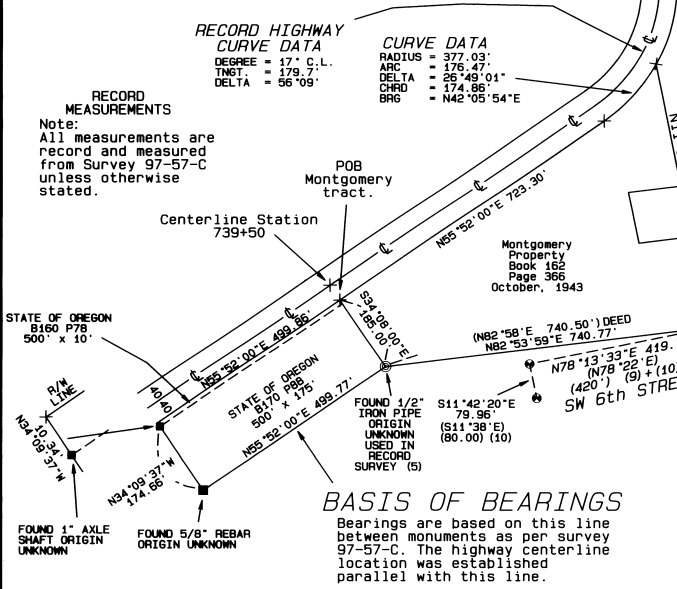 RECORD HIGHWAY
CURVE DATA
DEGREE = 17° C.L.
TNGT. = 179.7'
DELTA = 56°09'
CURVE DATA
RADIUS = 377.03'
ARC = 176.47'
DELTA = 26°49'01"
CHRD = 174.86'
BRG = N42°05'54"E
RECORD
MEASUREMENTS
Note:
All measurements are
record and measured
from Survey 97-57-C
unless otherwise
stated.
POB
Montgomery
tract.
Centerline Station
739+50
N55°52'00"E 723.30'
Montgomery
Property
Book 162
Page 366
October, 1943
STATE OF OREGON
B160 P78
500' x 10'
N55°52'00"E 499.86'
S34°08'00"E
185.00'
(N82°58'E 740.50')DEED
N82°53'59"E 740.77'
N78°13'33"E 419.
(N78°22'E)
(420') (9)+(10)
SW 6th STRE
S11°42'20"E
79.96'
(S11°38'E)
(80.00) (10)
R/W
LINE
40.40
STATE OF OREGON
B170 P88
500' x 175'
N55°52'00"E 499.77'
10.34'
N34°09'37"W
N34°09'37"W
174.66'
FOUND 1/2"
IRON PIPE
ORIGIN
UNKNOWN
USED IN
RECORD
SURVEY (5)
FOUND 1" AXLE
SHAFT ORIGIN
UNKNOWN
FOUND 5/8" REBAR
ORIGIN UNKNOWN
BASIS OF BEARINGS
Bearings are based on this line
between monuments as per survey
97-57-C. The highway centerline
location was established
parallel with this line.